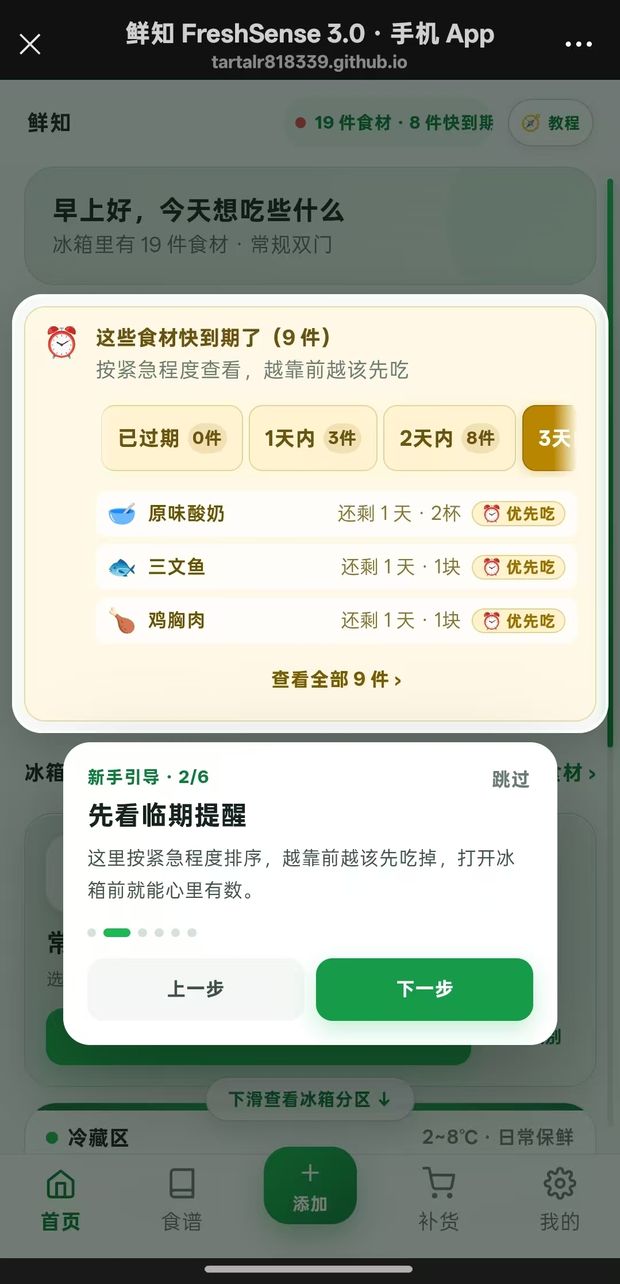 鲜知 FreshSense 3.0 · 手机 App
tartalr818339.github.io
鲜知
19 件食材 · 8 件快到期
教程
早上好，今天想吃些什么
冰箱里有 19 件食材 · 常规双门
这些食材快到期了（9 件）
按紧急程度查看，越靠前越该先吃
已过期 0件
1天内 3件
2天内 8件
3天
原味酸奶 还剩 1 天 · 2杯 优先吃
三文鱼 还剩 1 天 · 1块 优先吃
鸡胸肉 还剩 1 天 · 1块 优先吃
查看全部 9 件 ›
冰箱
材 ›
新手引导 · 2/6
跳过
先看临期提醒
这里按紧急程度排序，越靠前越该先吃掉，打开冰
箱前就能心里有数。
常
选
上一步
下一步
下滑查看冰箱分区 ↓
冷藏区
2~8℃ · 日常保鲜
首页
食谱
添加
补货
我的